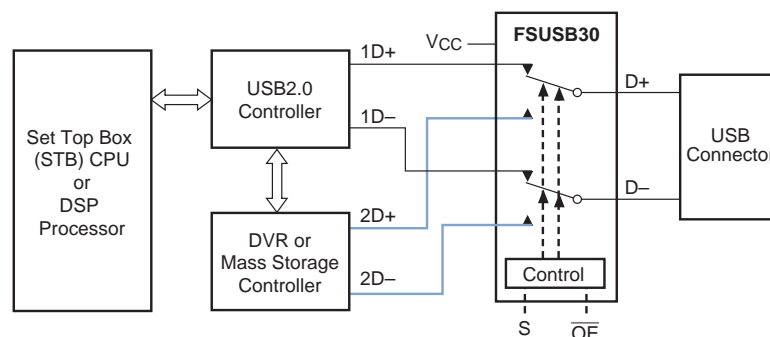 FSUSB30
VCC
1D+
USB2.0
Controller
1D–
D+
USB
Connector
D–
Set Top Box
(STB) CPU
or
DSP
Processor
2D+
DVR or
Mass Storage
Controller
2D–
Control
S
OE